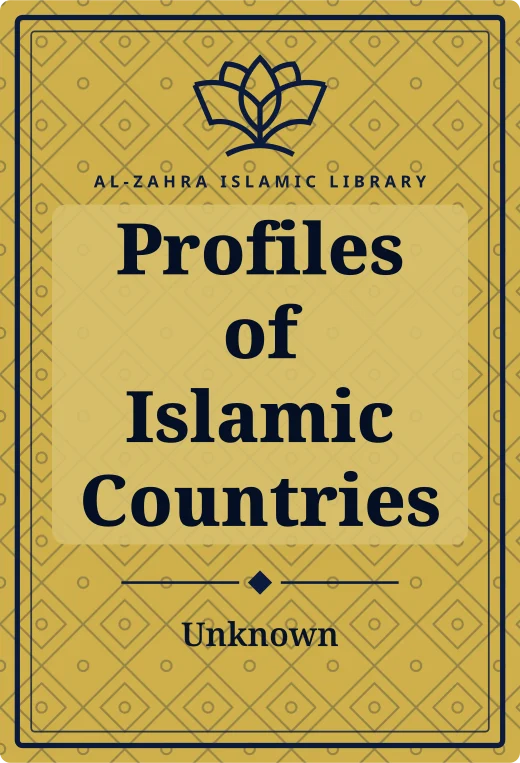 AL-ZAHRA ISLAMIC LIBRARY
Profiles
of
Islamic
Countries
Unknown